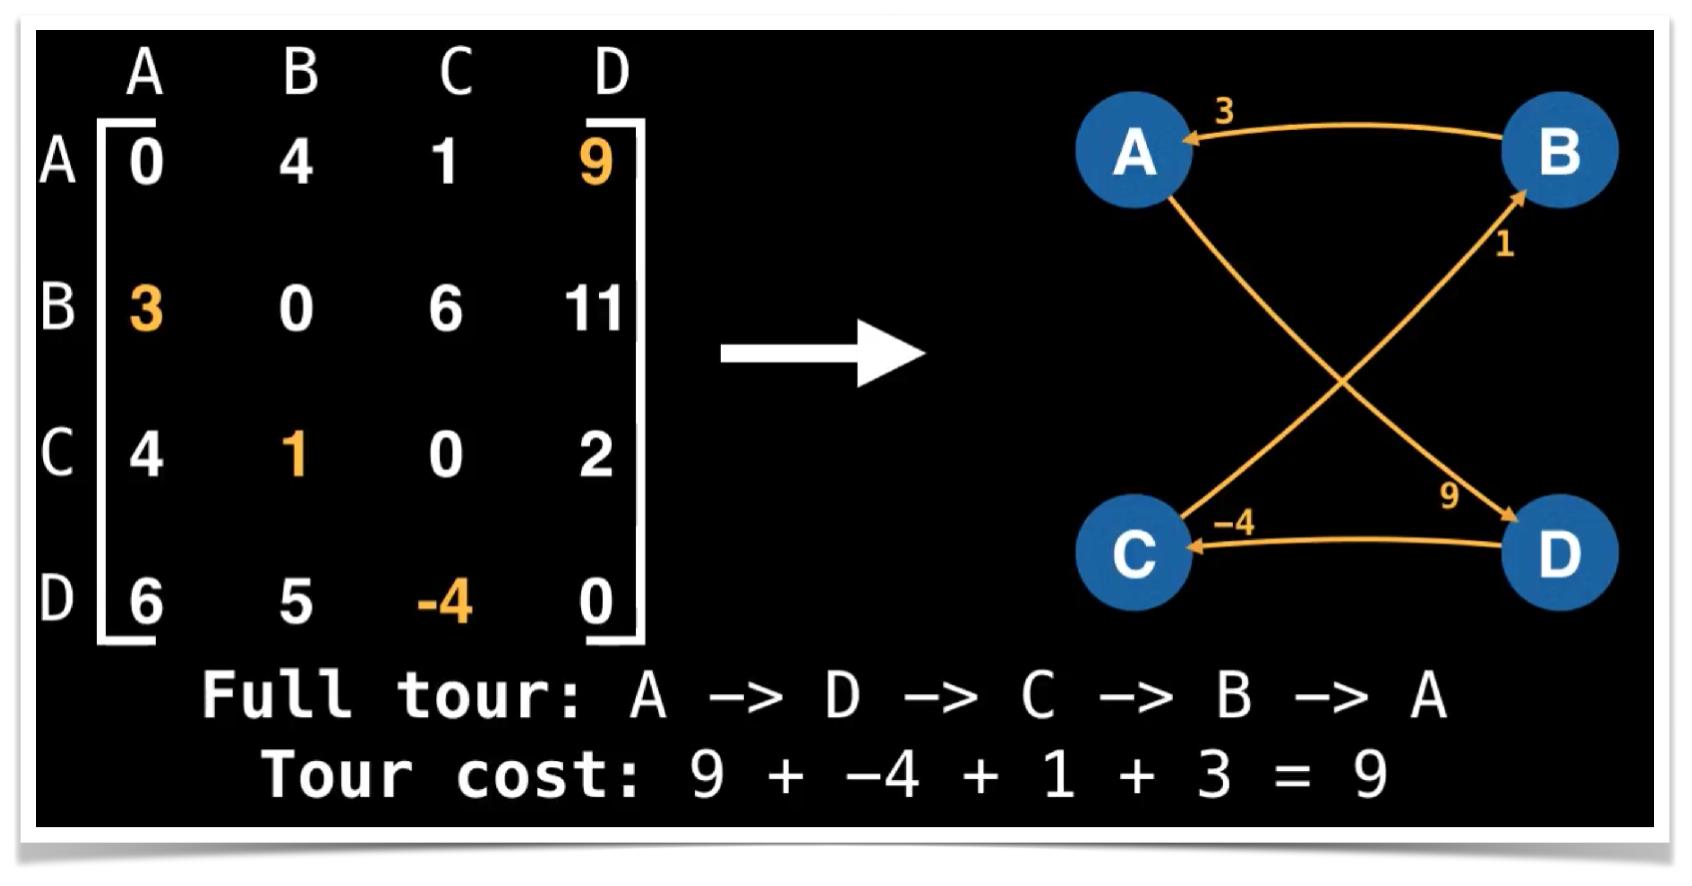 A B C D
A 0 4 1 9
B 3 0 6 11
C 4 1 0 2
D 6 5 -4 0
3
A B
1
9
-4
C D
Full tour: A —> D —> C —> B —> A
Tour cost: 9 + -4 + 1 + 3 = 9